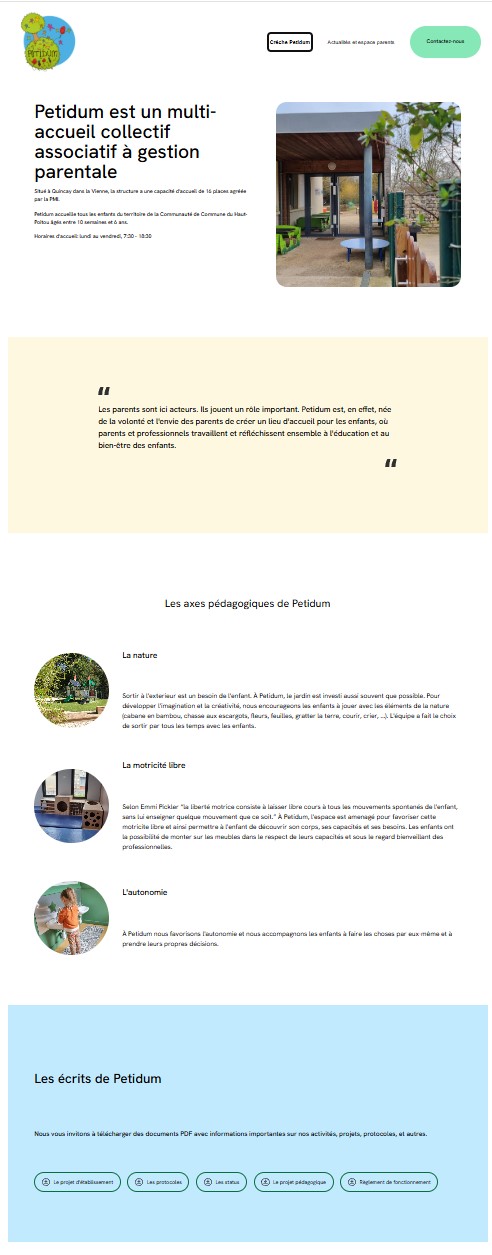 Petidum
Crèche Petidum
Actualités et espace parents
Contactez-nous
Petidum est un multi-
accueil collectif
associatif à gestion
parentale
Situé à Quinçay dans la Vienne, la structure a une capacité d'accueil de 16 places agréée
par la PMI.
Petidum accueille tous les enfants du territoire de la Communauté de Commune du Haut-
Poitou âgés entre 10 semaines et 6 ans.
Horaires d'accueil: lundi au vendredi, 7:30 - 18:30
“
Les parents sont ici acteurs. Ils jouent un rôle important. Petidum est, en effet, née
de la volonté et l'envie des parents de créer un lieu d'accueil pour les enfants, où
parents et professionnels travaillent et réfléchissent ensemble à l'éducation et au
bien-être des enfants.
“
Les axes pédagogiques de Petidum
La nature
Sortir à l'exterieur est un besoin de l'enfant. À Petidum, le jardin est investi aussi souvent que possible. Pour
développer l'imagination et la créativité, nous encourageons les enfants à jouer avec les éléments de la nature
(cabane en bambou, chasse aux escargots, fleurs, feuilles, gratter la terre, courir, crier, ...). L'équipe a fait le choix
de sortir par tous les temps avec les enfants.
La motricité libre
Selon Emmi Pickler "la liberté motrice consiste à laisser libre cours à tous les mouvements spontanés de l'enfant,
sans lui enseigner quelque mouvement que ce soit." À Petidum, l'espace est amenagé pour favoriser cette
motricité libre et ainsi permettre à l'enfant de découvrir son corps, ses capacités et ses besoins. Les enfants ont
la possibilité de monter sur les meubles dans le respect de leurs capacités et sous le regard bienveillant des
professionnelles.
L'autonomie
À Petidum nous favorisons l'autonomie et nous accompagnons les enfants à faire les choses par eux-même et à
prendre leurs propres décisions.
Les écrits de Petidum
Nous vous invitons à télécharger des documents PDF avec informations importantes sur nos activités, projets, protocoles, et autres.
Le projet d'établissement
Les protocoles
Les status
Le projet pédagogique
Règlement de fonctionnement